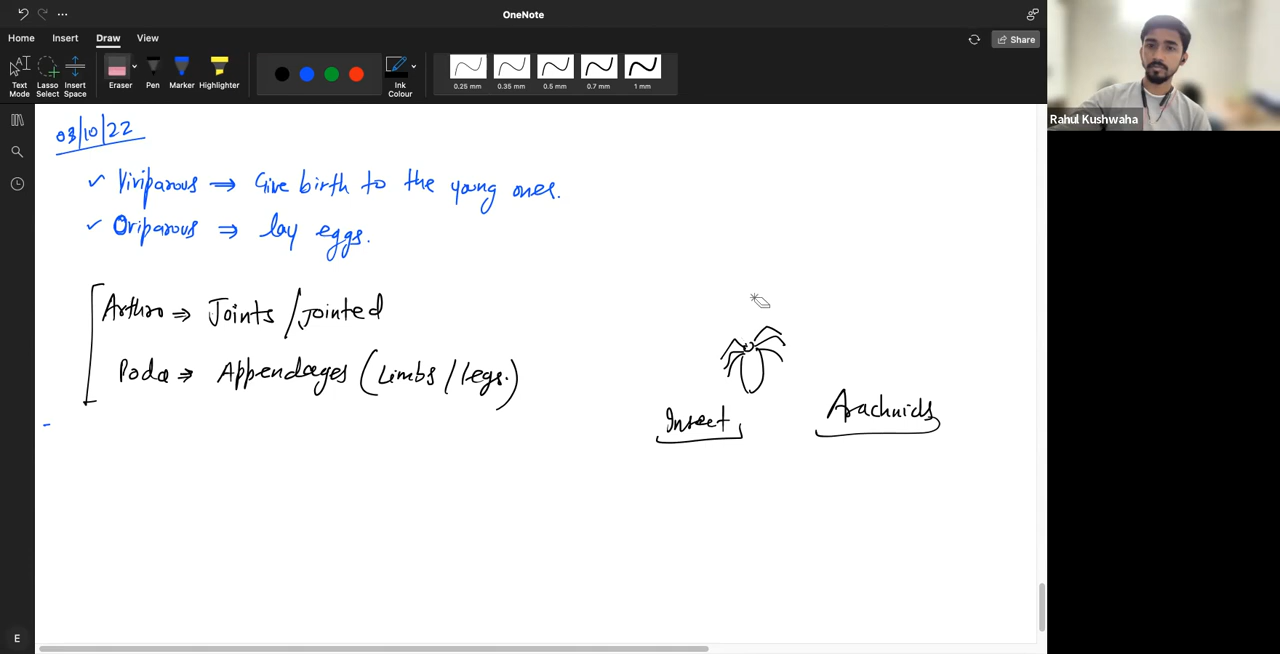 OneNote
Home Insert Draw View
Share
Text Mode Lasso Select Insert Space Eraser Pen Marker Highlighter Ink Colour 0.25 mm 0.35 mm 0.5 mm 0.7 mm 1 mm
Rahul Kushwaha
03/10/22
✓ Viviparous ⇒ Give birth to the young ones.
✓ Oviparous ⇒ lay eggs.
Arthro ⇒ Joints / Jointed
Poda ⇒ Appendages (Limbs / legs.)
Insect Arachnids
E